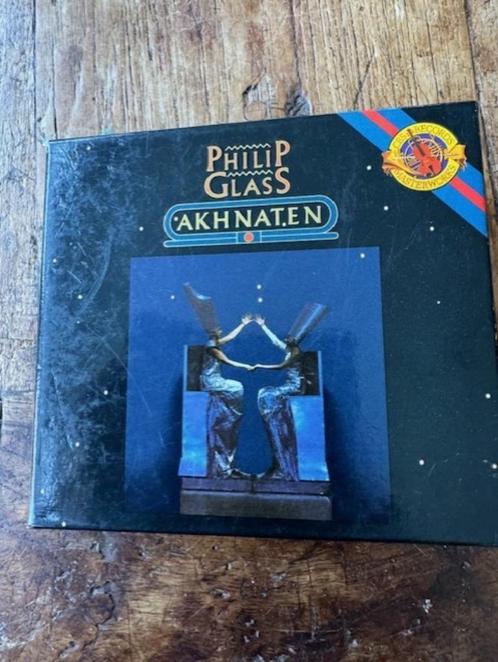 PHILIP
GLASS
AKHNATEN
CBS RECORDS
MASTERWORKS